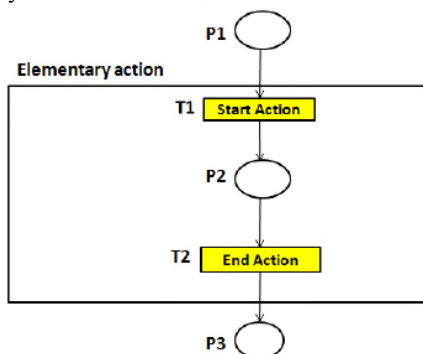 P1
Elementary action
T1 Start Action
P2
T2 End Action
P3